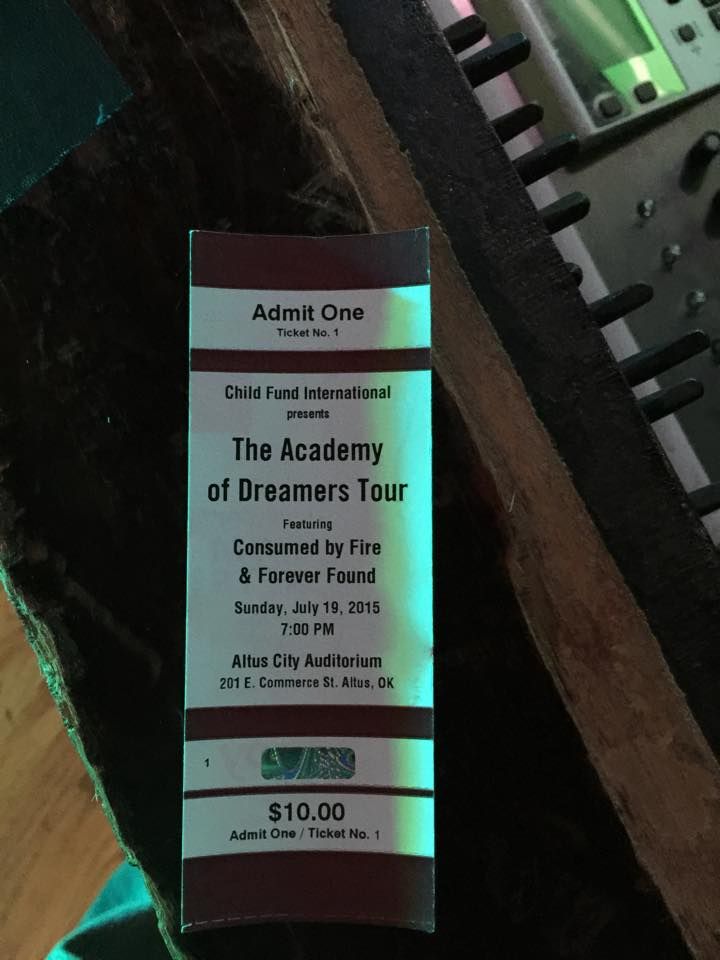 Admit One
Ticket No. 1
Child Fund International
presents
The Academy
of Dreamers Tour
Featuring
Consumed by Fire
& Forever Found
Sunday, July 19, 2015
7:00 PM
Altus City Auditorium
201 E. Commerce St. Altus, OK
1
$10.00
Admit One / Ticket No. 1